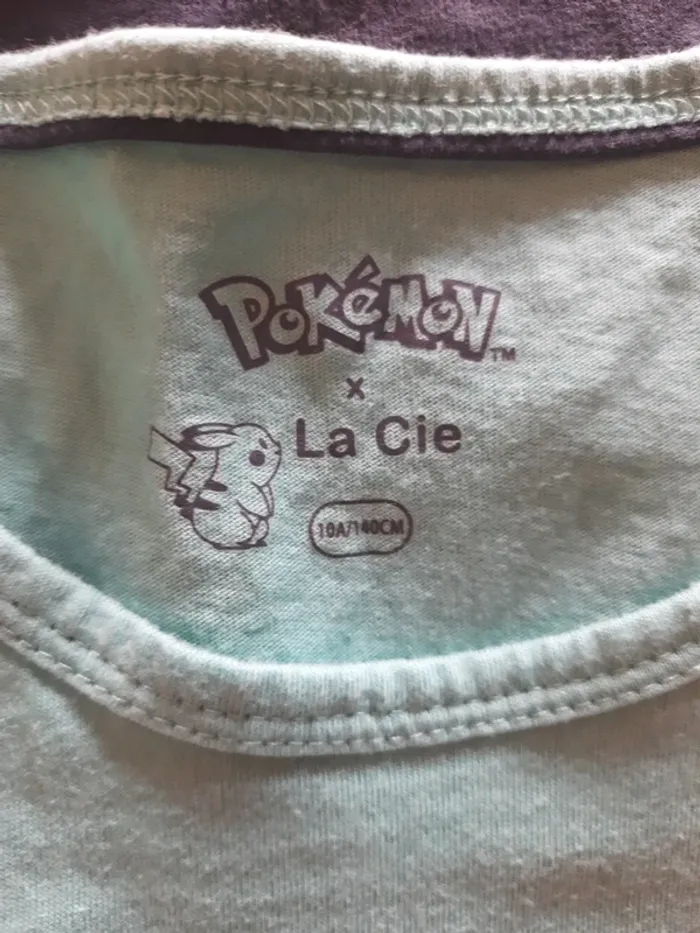 POKéMON™
x
La Cie
10A/140CM